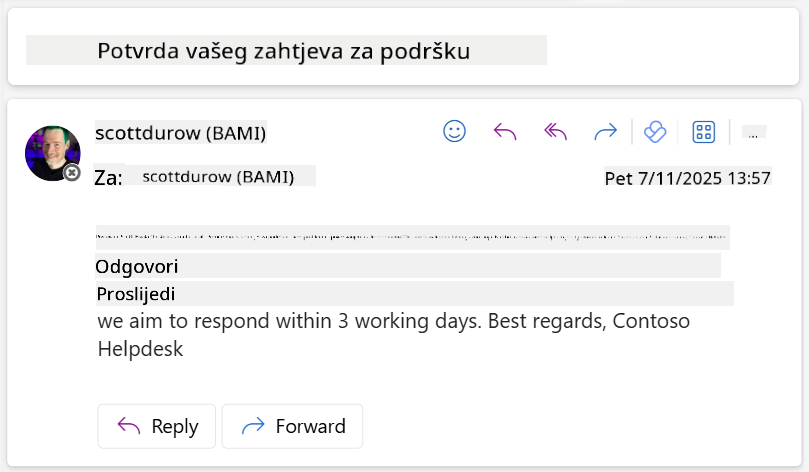 Potvrda vašeg zahtjeva za podršku
scottdurow (BAMI)
...
Za: scottdurow (BAMI)
Pet 7/11/2025 13:57
Odgovori
Proslijedi
we aim to respond within 3 working days. Best regards, Contoso
Helpdesk
Reply
Forward